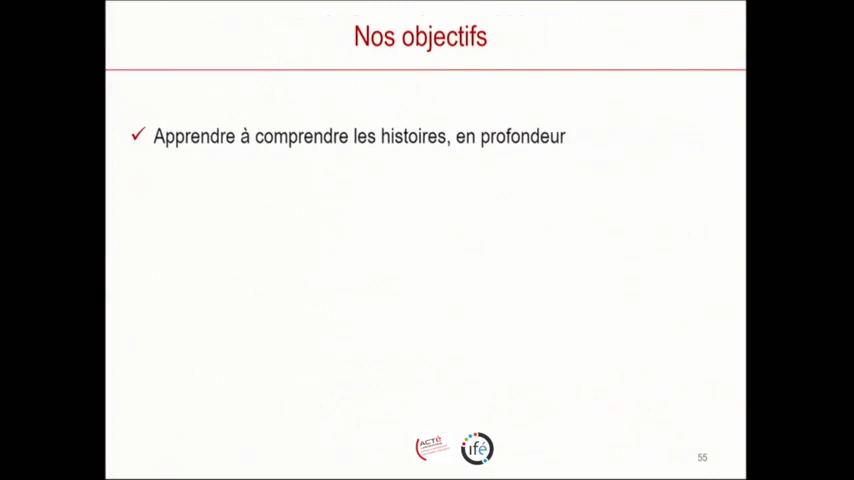 Nos objectifs
✓ Apprendre à comprendre les histoires, en profondeur
ACTé
ifé
55